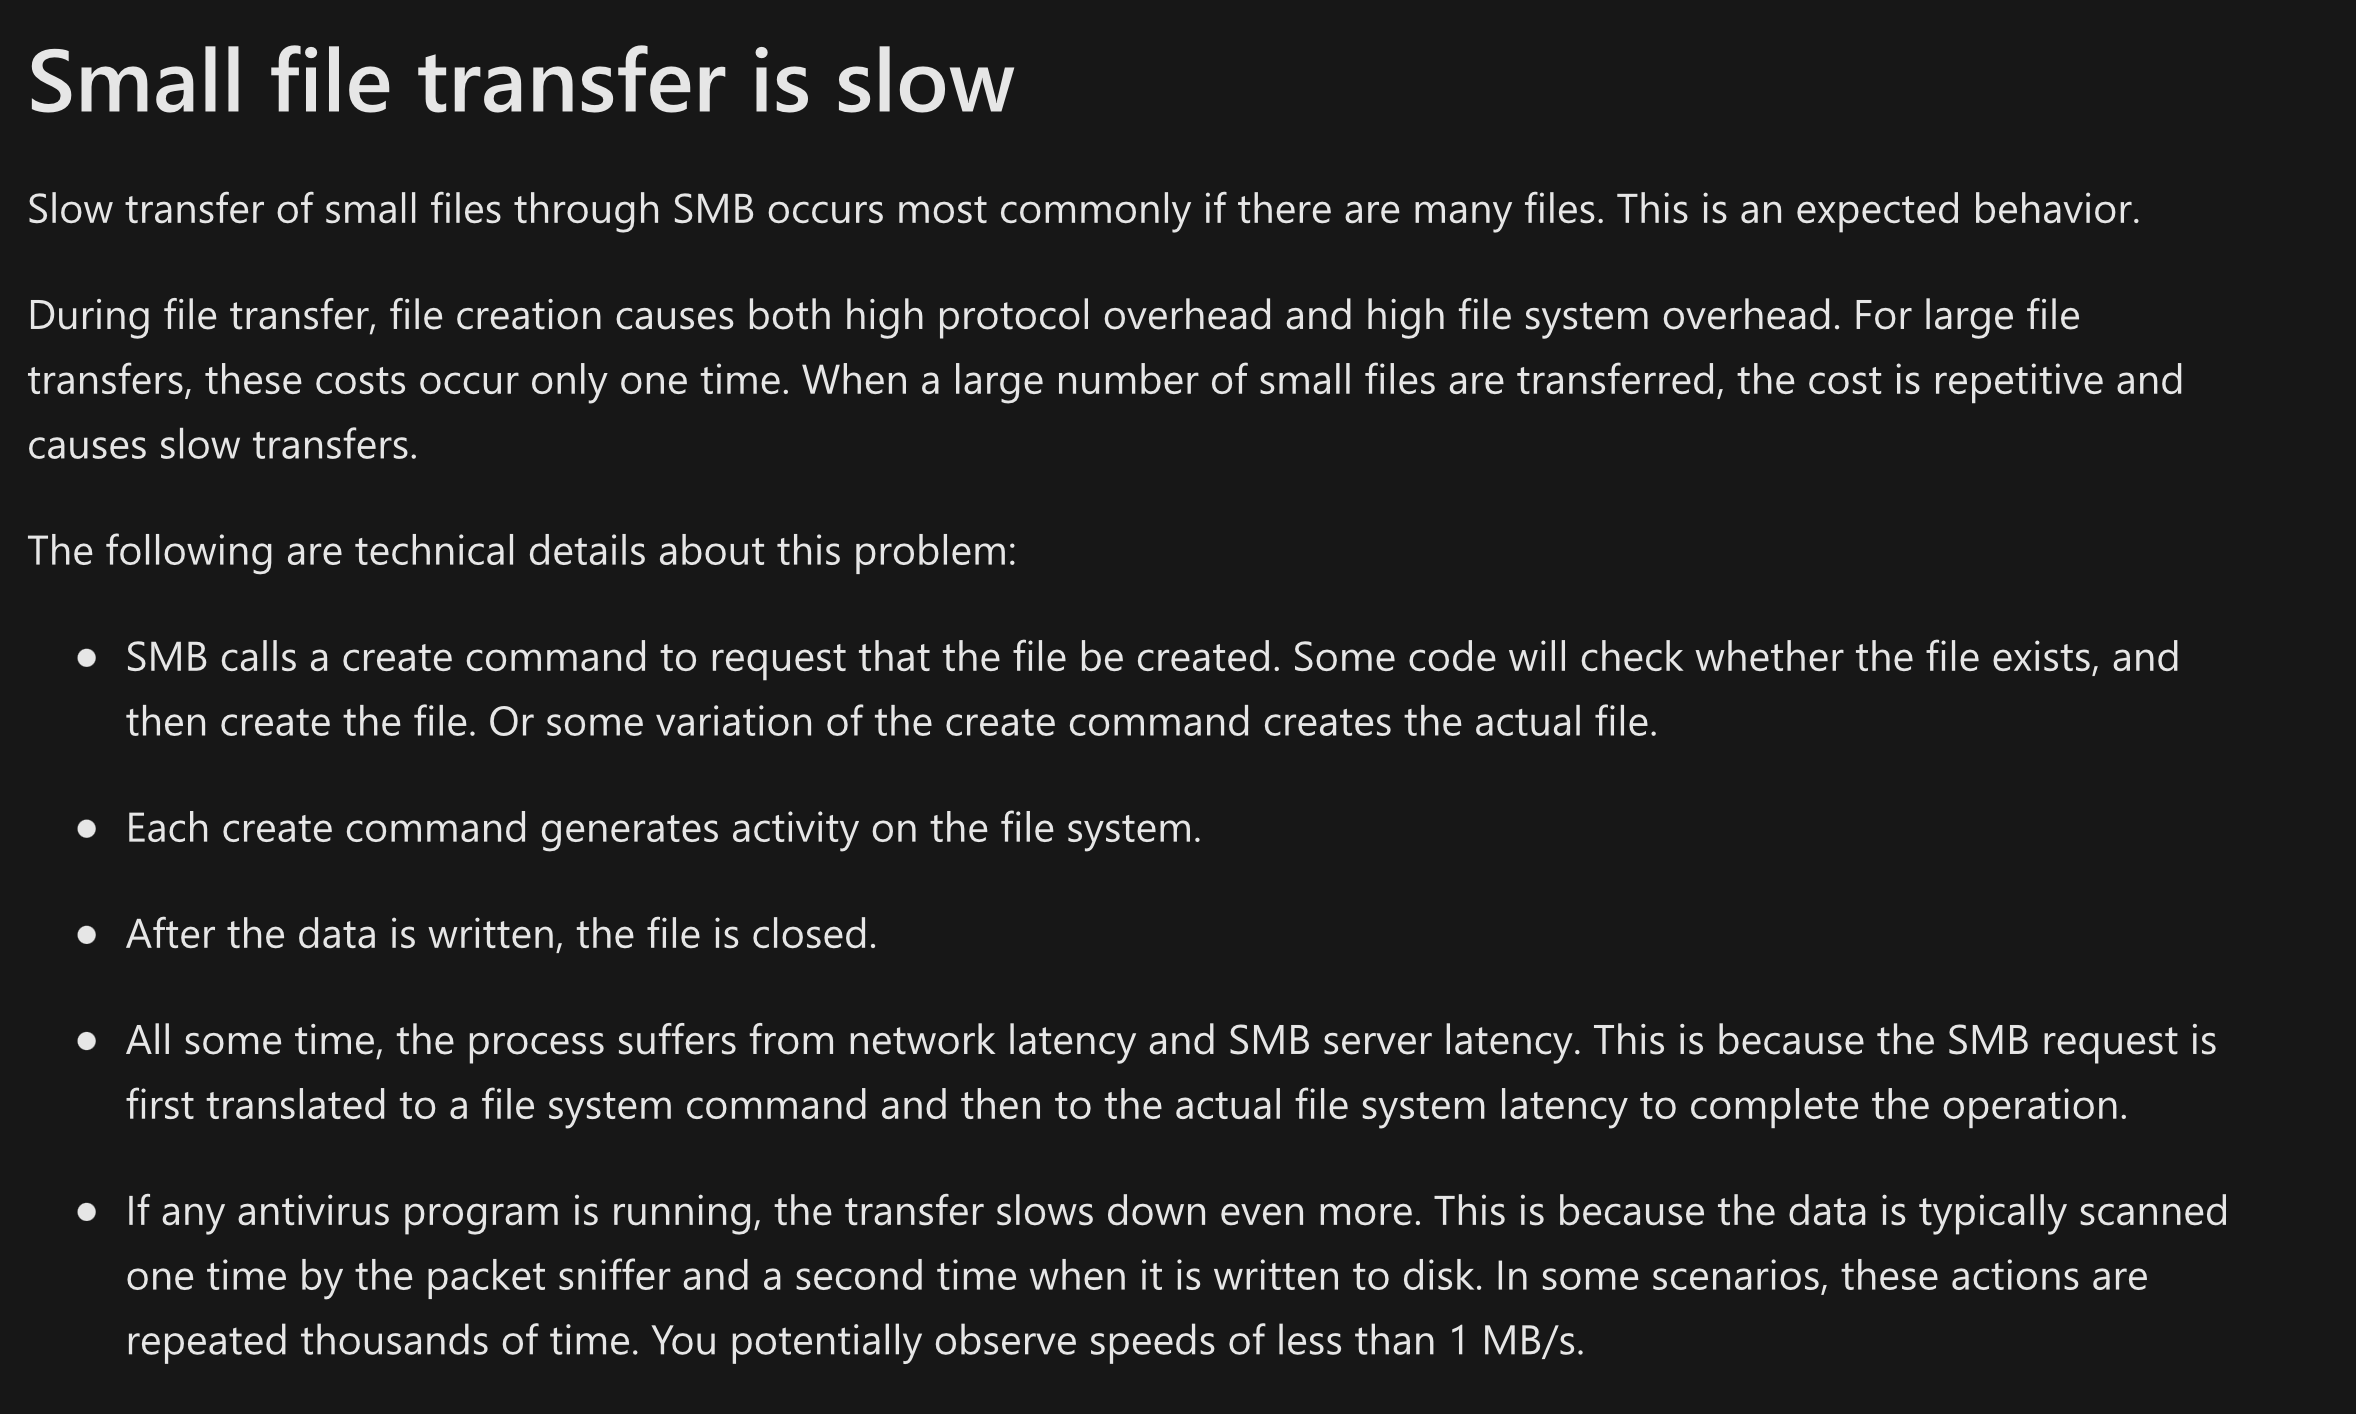 Small file transfer is slow
Slow transfer of small files through SMB occurs most commonly if there are many files. This is an expected behavior.
During file transfer, file creation causes both high protocol overhead and high file system overhead. For large file
transfers, these costs occur only one time. When a large number of small files are transferred, the cost is repetitive and
causes slow transfers.
The following are technical details about this problem:
● SMB calls a create command to request that the file be created. Some code will check whether the file exists, and
then create the file. Or some variation of the create command creates the actual file.
● Each create command generates activity on the file system.
● After the data is written, the file is closed.
● All some time, the process suffers from network latency and SMB server latency. This is because the SMB request is
first translated to a file system command and then to the actual file system latency to complete the operation.
● If any antivirus program is running, the transfer slows down even more. This is because the data is typically scanned
one time by the packet sniffer and a second time when it is written to disk. In some scenarios, these actions are
repeated thousands of time. You potentially observe speeds of less than 1 MB/s.